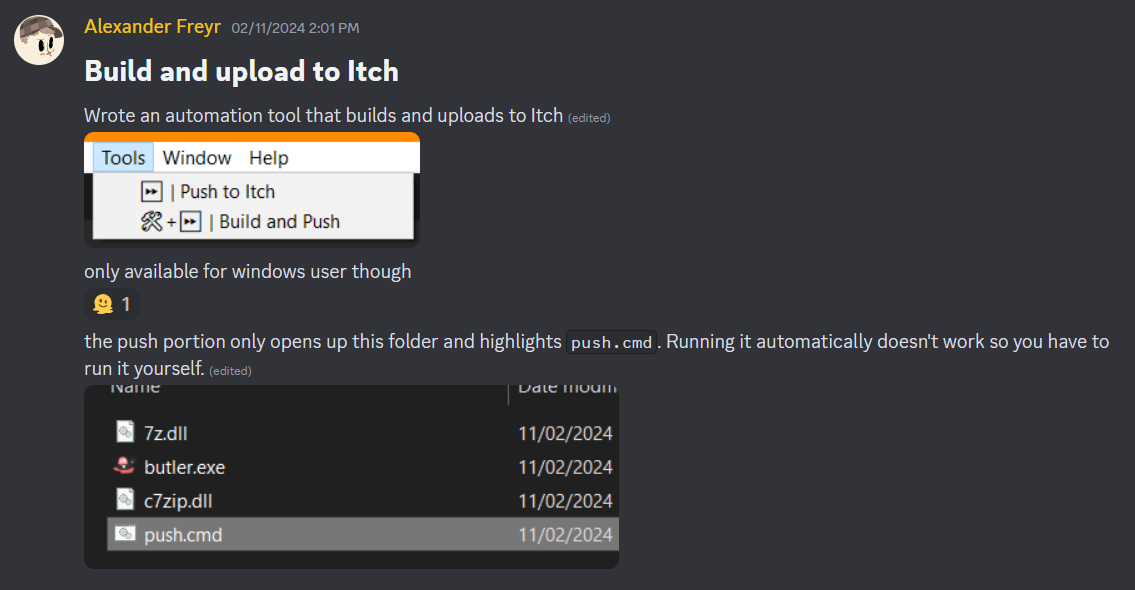 Alexander Freyr 02/11/2024 2:01 PM
Build and upload to Itch
Wrote an automation tool that builds and uploads to Itch (edited)
Tools Window Help
| Push to Itch
+ | Build and Push
only available for windows user though
1
the push portion only opens up this folder and highlights push.cmd. Running it automatically doesn't work so you have to
run it yourself. (edited)
Name Date modifi
7z.dll 11/02/2024
butler.exe 11/02/2024
c7zip.dll 11/02/2024
push.cmd 11/02/2024